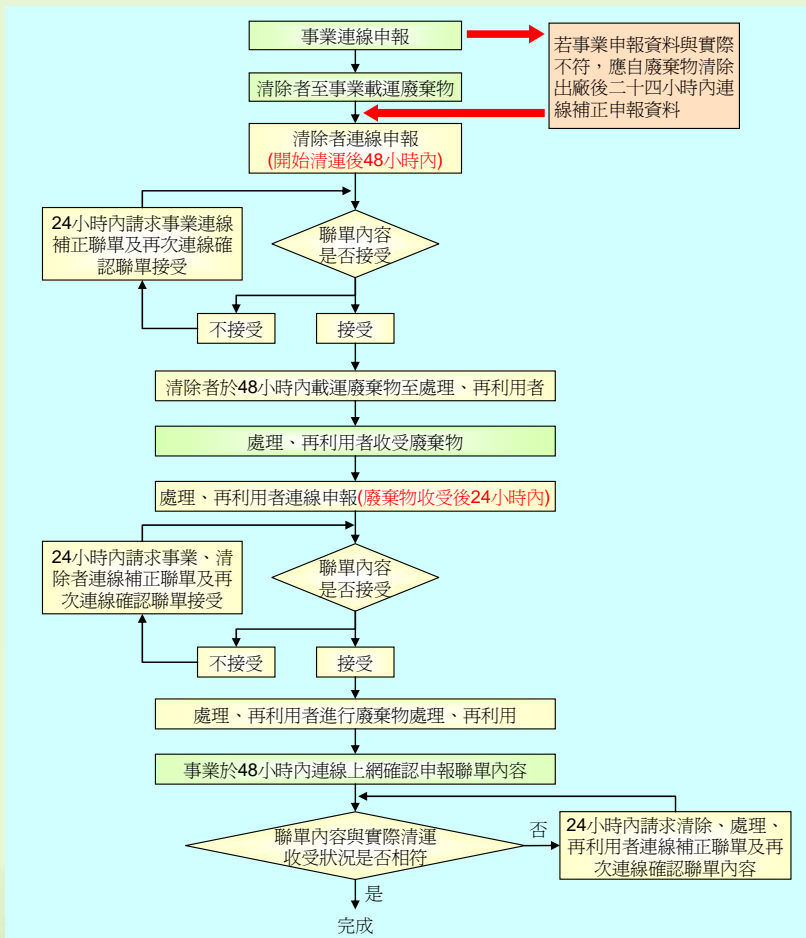 事業連線申報
若事業申報資料與實際
不符，應自廢棄物清除
出廠後二十四小時內連
線補正申報資料
清除者至事業載運廢棄物
清除者連線申報
(開始清運後48小時內)
24小時內請求事業連線
補正聯單及再次連線確
認聯單接受
聯單內容
是否接受
不接受
接受
清除者於48小時內載運廢棄物至處理、再利用者
處理、再利用者收受廢棄物
處理、再利用者連線申報(廢棄物收受後24小時內)
24小時內請求事業、清
除者連線補正聯單及再
次連線確認聯單接受
聯單內容
是否接受
不接受
接受
處理、再利用者進行廢棄物處理、再利用
事業於48小時內連線上網確認申報聯單內容
聯單內容與實際清運
收受狀況是否相符
否
24小時內請求清除、處理、
再利用者連線補正聯單及再
次連線確認聯單內容
是
完成